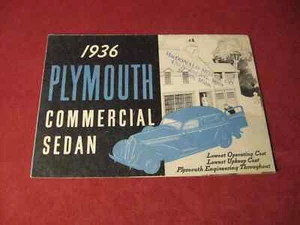 1936
PLYMOUTH
COMMERCIAL
SEDAN
Lowest Operating Cost
Lowest Upkeep Cost
Plymouth Engineering Throughout